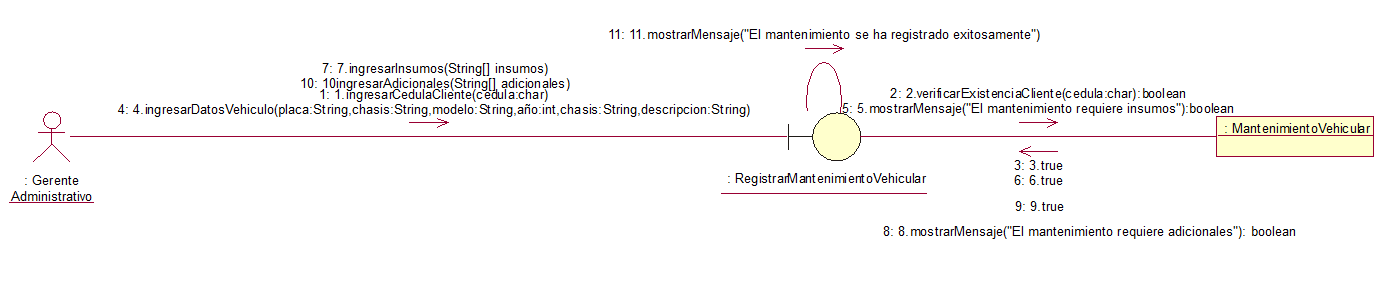 11: 11.mostrarMensaje("El mantenimiento se ha registrado exitosamente")
7: 7.ingresarInsumos(String[] insumos)
10: 10ingresarAdicionales(String[] adicionales)
1: 1.ingresarCedulaCliente(cedula:char)
4: 4.ingresarDatosVehiculo(placa:String,chasis:String,modelo:String,año:int,chasis:String,descripcion:String)
2: 2.verificarExistenciaCliente(cedula:char):boolean
5: 5.mostrarMensaje("El mantenimiento requiere insumos"):boolean
: MantenimientoVehicular
3: 3.true
6: 6.true
9: 9.true
8: 8.mostrarMensaje("El mantenimiento requiere adicionales"): boolean
: Gerente
Administrativo
: RegistrarMantenimientoVehicular